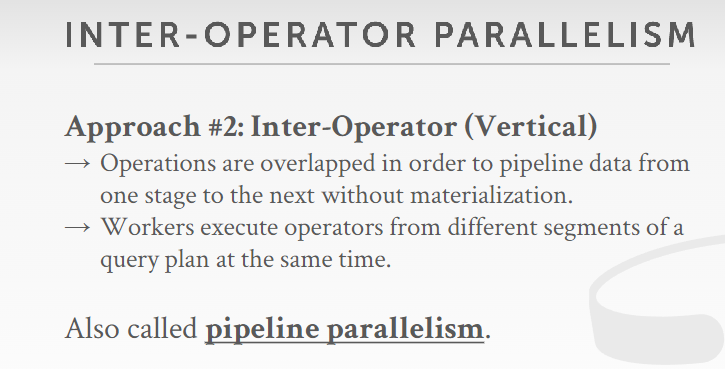 INTER-OPERATOR PARALLELISM
Approach #2: Inter-Operator (Vertical)
→ Operations are overlapped in order to pipeline data from
one stage to the next without materialization.
→ Workers execute operators from different segments of a
query plan at the same time.
Also called pipeline parallelism.